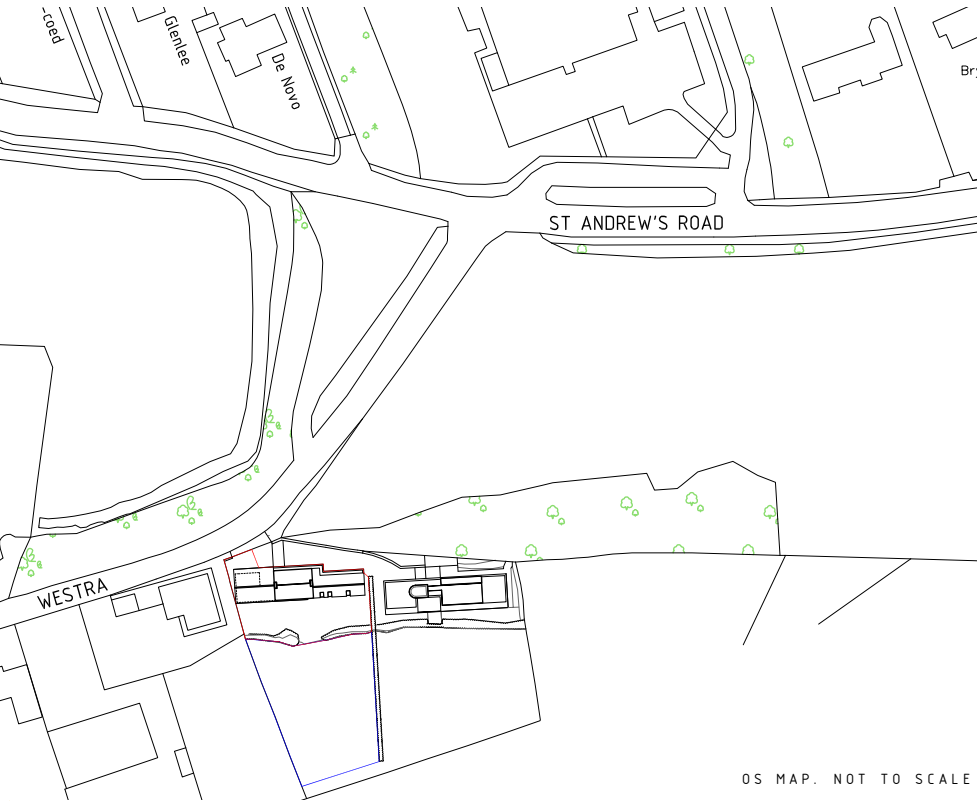 -coed
Glenlee
De Novo
Bry
ST ANDREW'S ROAD
WESTRA
OS MAP. NOT TO SCALE